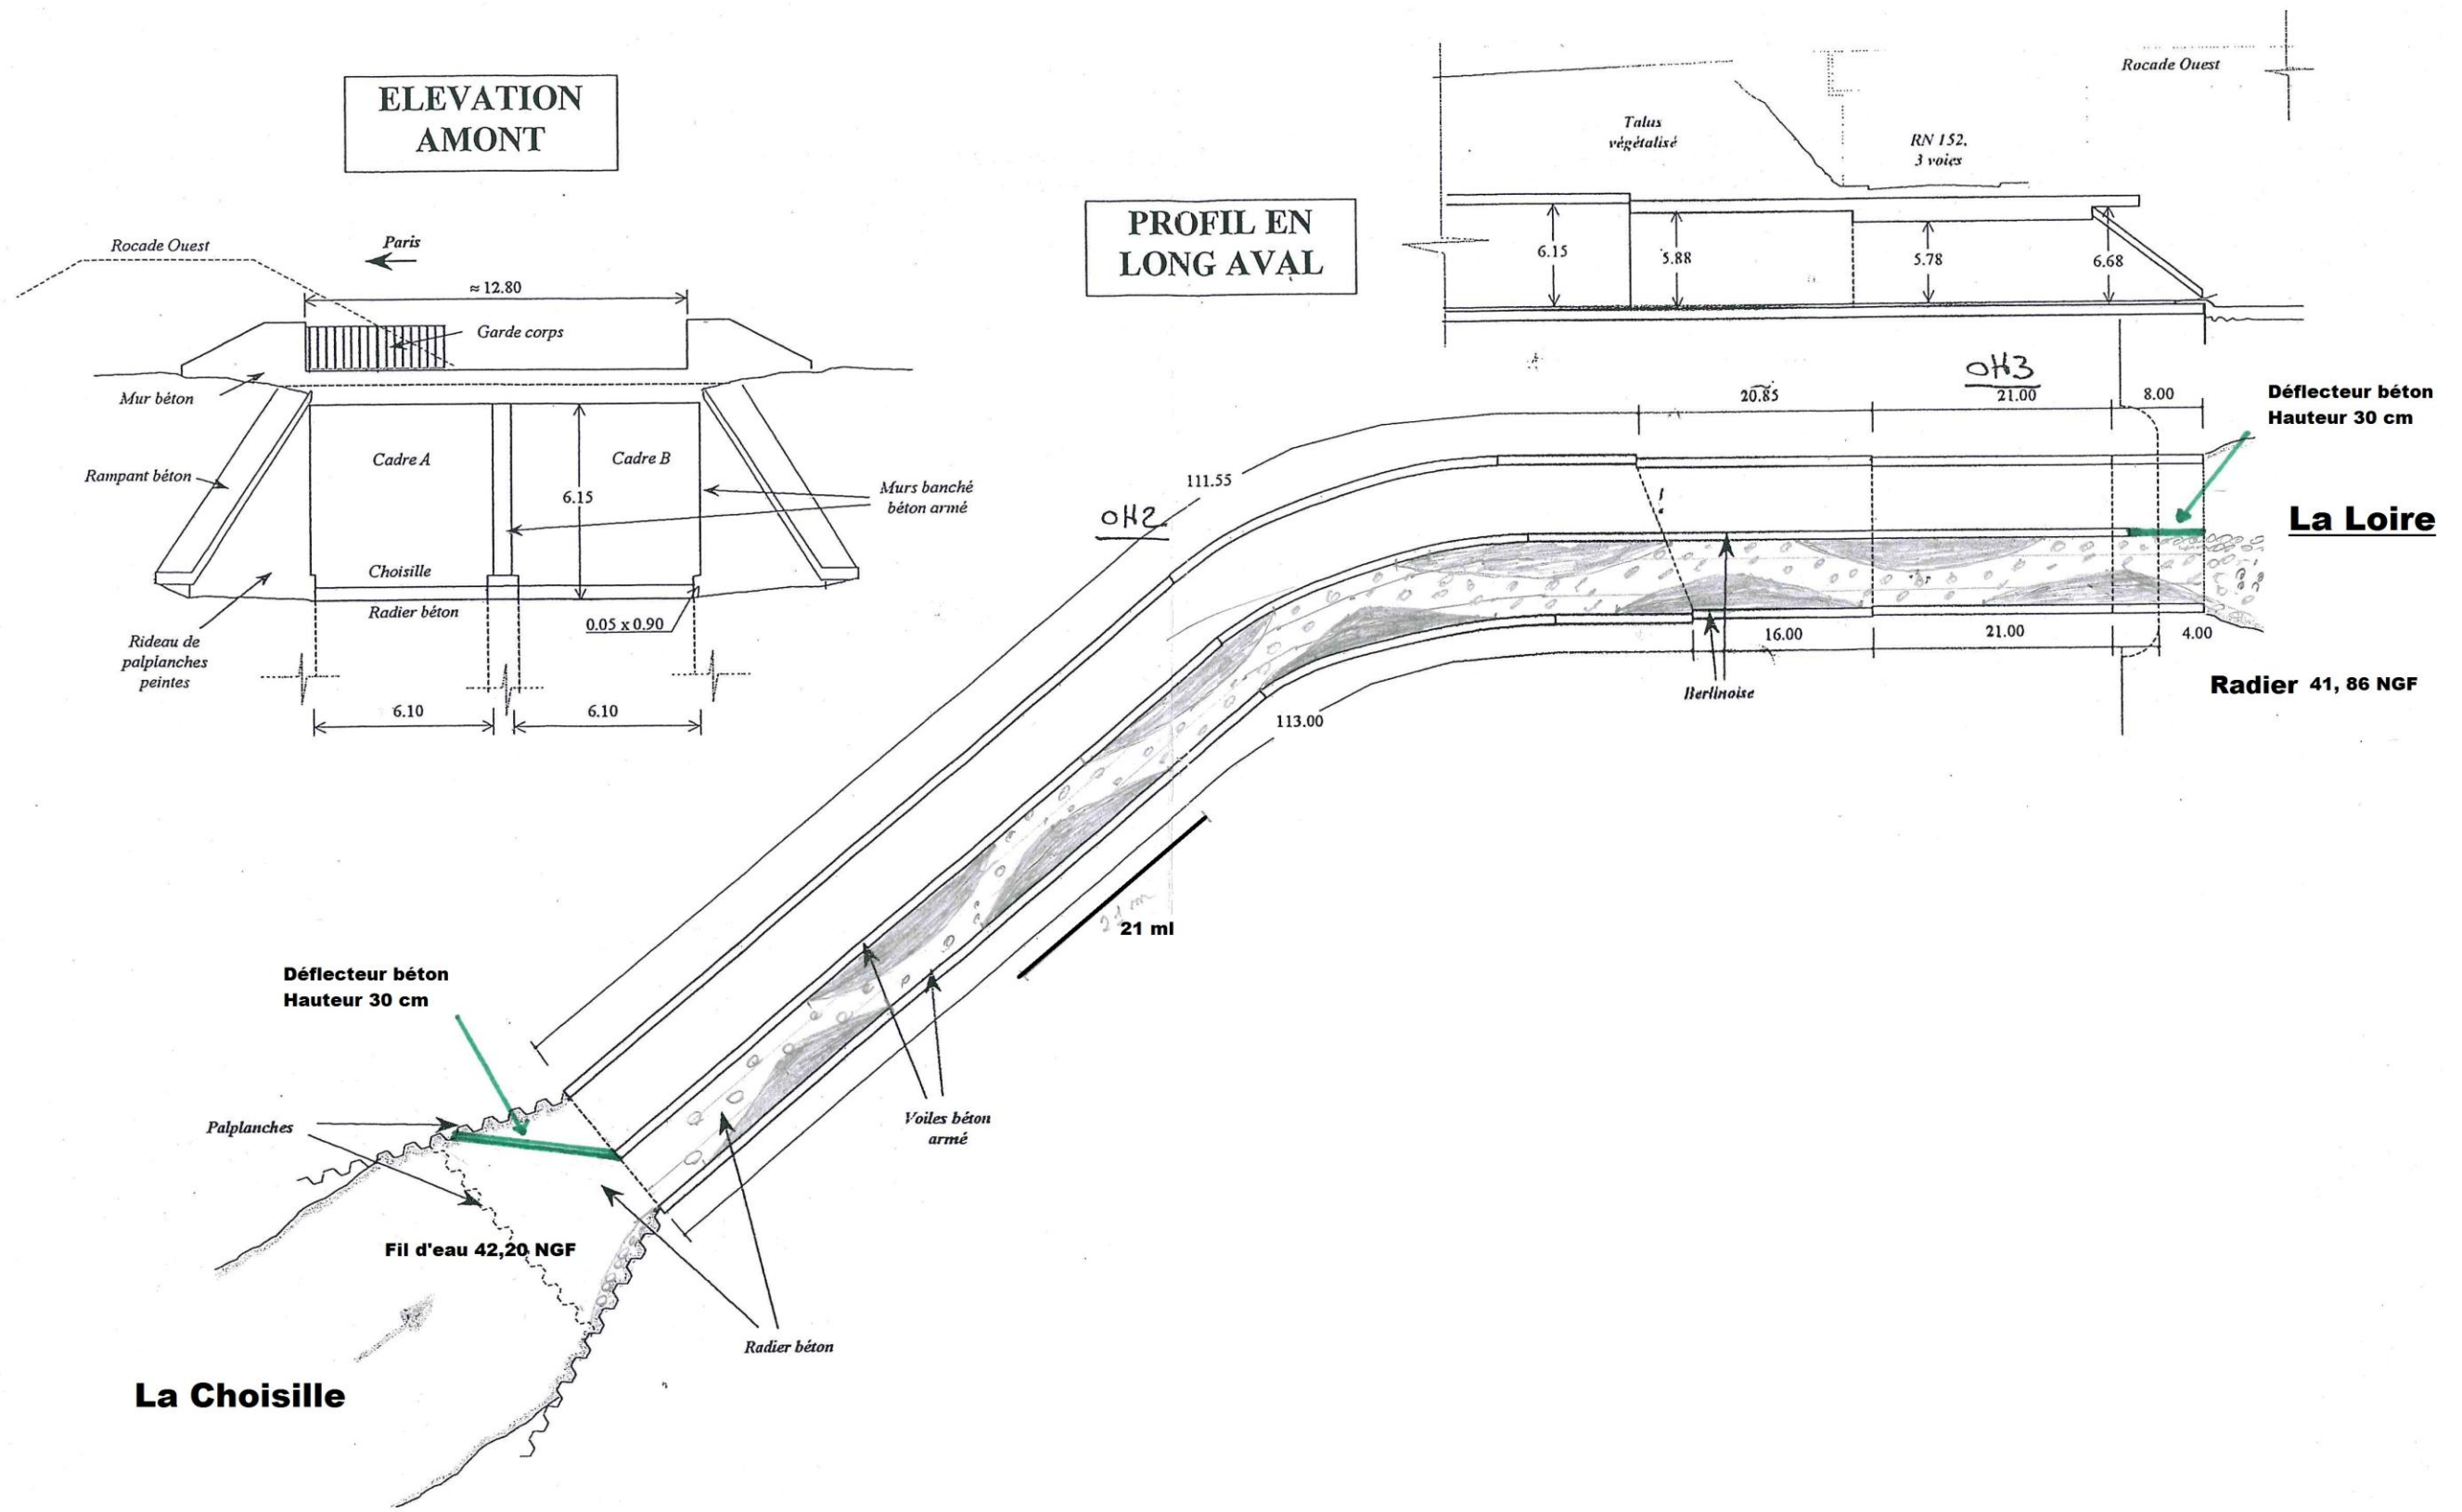 ELEVATION
AMONT
Rocade Ouest
Paris
≈ 12.80
Garde corps
Mur béton
Cadre A
Cadre B
Rampant béton
6.15
Murs banché
béton armé
Choisille
Radier béton
0.05 x 0.90
Rideau de
palplanches
peintes
6.10
6.10
PROFIL EN
LONG AVAL
Rocade Ouest
Talus
végétalisé
RN 152,
3 voies
6.15
5.88
5.78
6.68
OH3
20.85
21.00
8.00
Déflecteur béton
Hauteur 30 cm
111.55
OH2
La Loire
16.00
21.00
4.00
Berlinoise
Radier 41, 86 NGF
113.00
21 m
21 ml
Déflecteur béton
Hauteur 30 cm
Palplanches
Voiles béton
armé
Fil d'eau 42,20 NGF
Radier béton
La Choisille